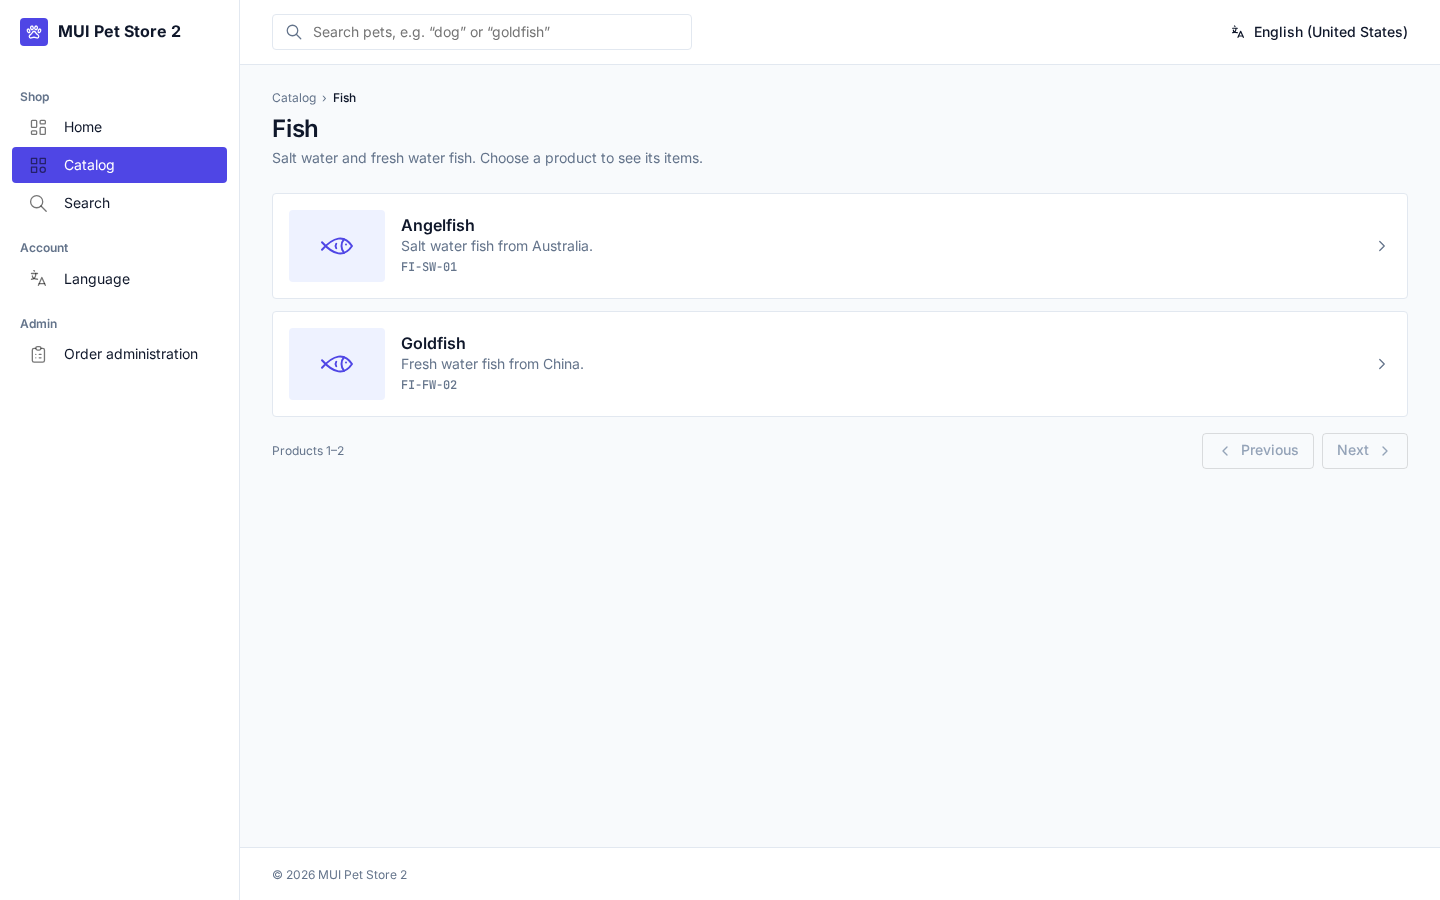 MUI Pet Store 2
Search pets, e.g. “dog” or “goldfish”
English (United States)
Shop
Home
Catalog
Search
Account
Language
Admin
Order administration
Catalog › Fish
Fish
Salt water and fresh water fish. Choose a product to see its items.
Angelfish
Salt water fish from Australia.
FI-SW-01
Goldfish
Fresh water fish from China.
FI-FW-02
Products 1–2
Previous
Next
© 2026 MUI Pet Store 2